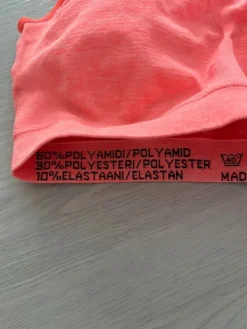 60%POLYAMIDI/POLYAMID
30%POLYESTERI/POLYESTER
10%ELASTAANI/ELASTAN
40
MAD